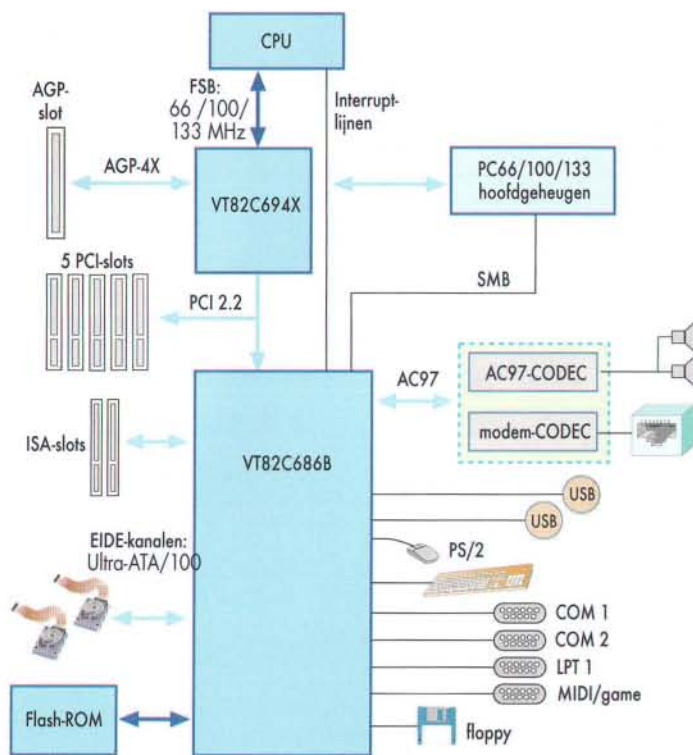 CPU
AGP-
slot
FSB:
66 /100/
133 MHz
Interrupt-
lijnen
AGP-4X
VT82C694X
PC66/100/133
hoofdgeheugen
5 PCI-slots
PCI 2.2
SMB
AC97
AC97-CODEC
modem-CODEC
ISA-slots
VT82C686B
USB
USB
EIDE-kanalen:
Ultra-ATA/100
PS/2
COM 1
COM 2
LPT 1
MIDI/game
Flash-ROM
floppy